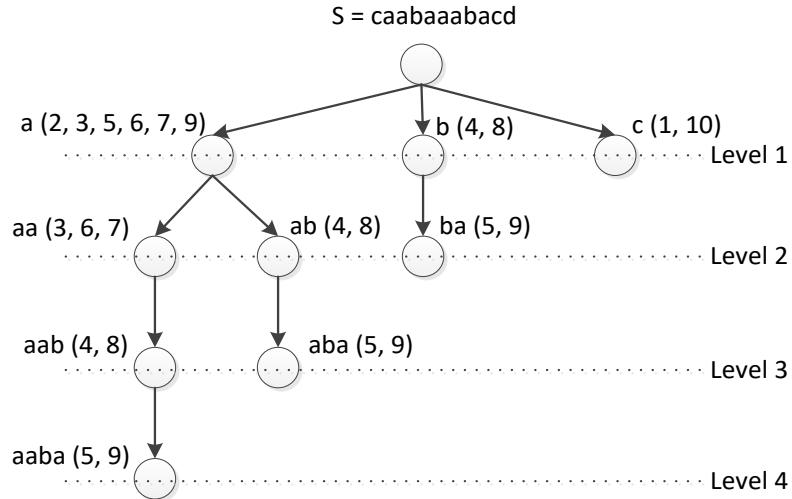 S = caabaaabacd
a (2, 3, 5, 6, 7, 9)
b (4, 8)
c (1, 10)
Level 1
aa (3, 6, 7)
ab (4, 8)
ba (5, 9)
Level 2
aab (4, 8)
aba (5, 9)
Level 3
aaba (5, 9)
Level 4